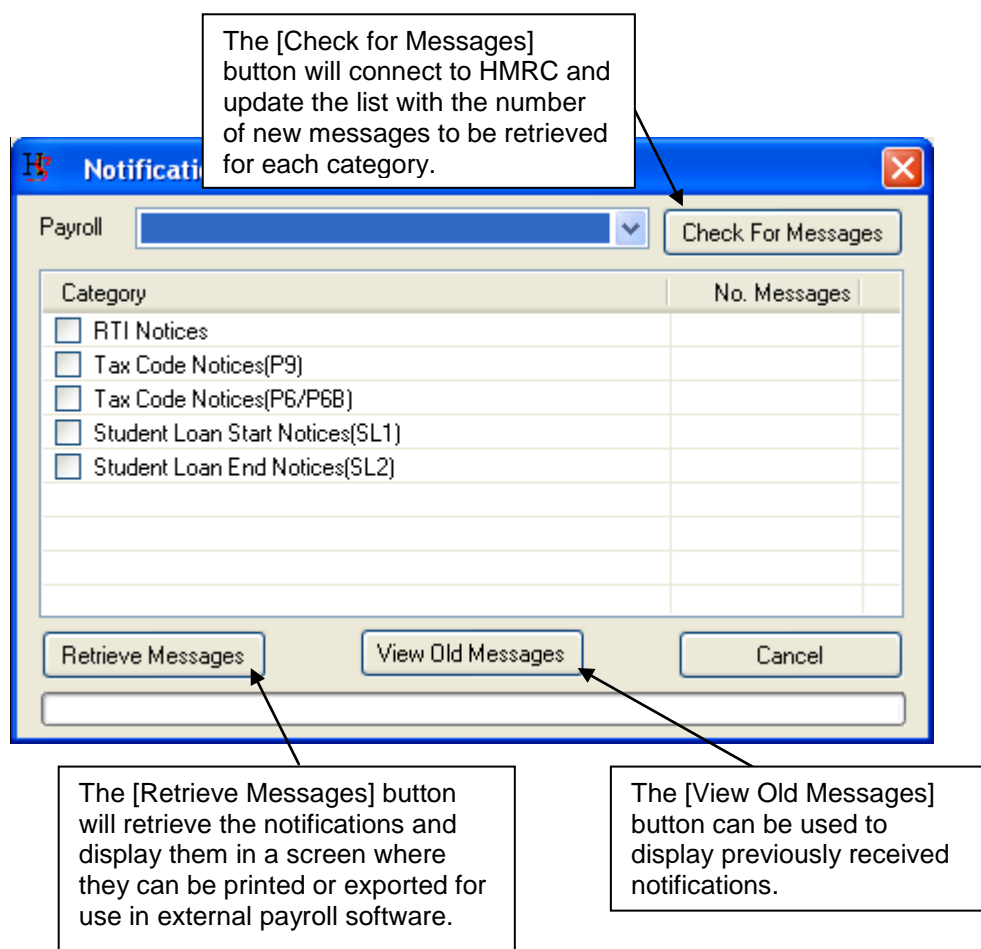 The [Check for Messages]
button will connect to HMRC and
update the list with the number
of new messages to be retrieved
for each category.
Payroll
Check For Messages
Category No. Messages
RTI Notices
Tax Code Notices(P9)
Tax Code Notices(P6/P6B)
Student Loan Start Notices(SL1)
Student Loan End Notices(SL2)
Retrieve Messages View Old Messages Cancel
The [Retrieve Messages] button
will retrieve the notifications and
display them in a screen where
they can be printed or exported for
use in external payroll software.
The [View Old Messages]
button can be used to
display previously received
notifications.